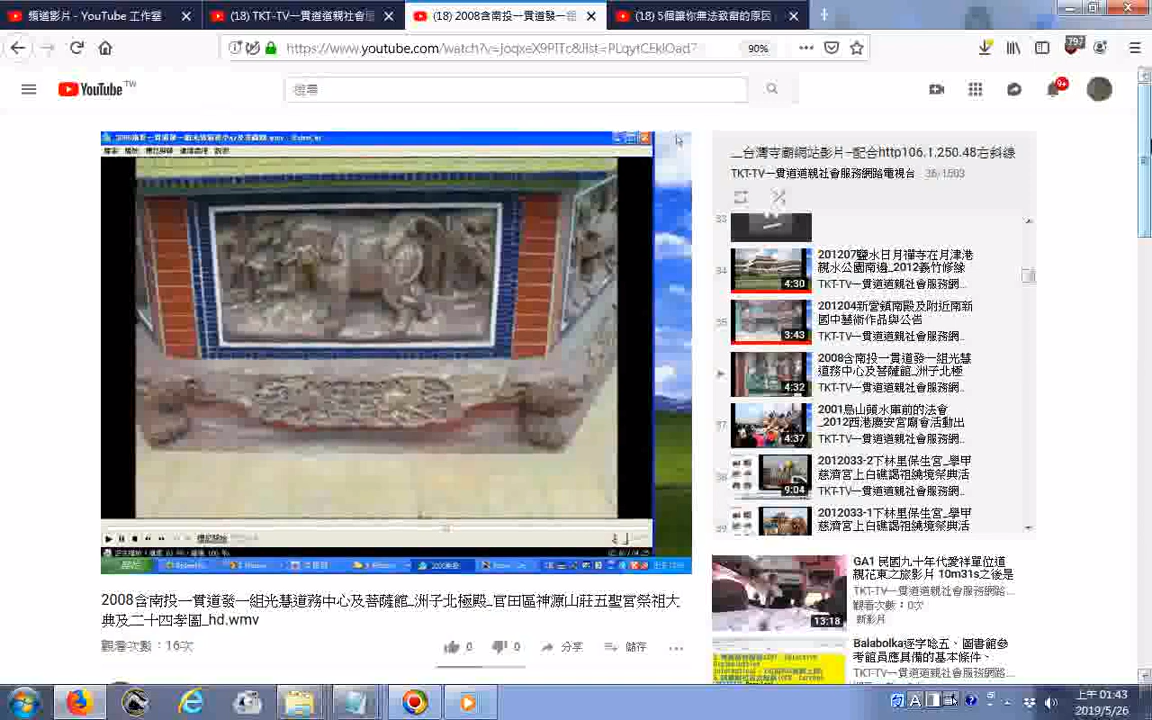 頻道影片 - YouTube 工作室
(18) TKT-TV一貫道道親社會服
(18) 2008含南投一貫道發一組
(18) 5個讓你無法致富的原因
90%
797
YouTube TW
搜尋
9+
_台灣寺廟網站影片-配合http106.1.250.48右斜線
TKT-TV一貫道道親社會服務網路電視台 36/1503
33
34
201207鹽水日月禪寺在月津港
親水公園南邊_2012義竹修緣
TKT-TV一貫道道親社會服務網...
4:30
35
201204新營鎮南殿及附近南新
國中藝術作品與公告
TKT-TV一貫道道親社會服務網...
3:43
2008含南投一貫道發一組光慧
道務中心及菩薩館_洲子北極
TKT-TV一貫道道親社會服務網...
4:32
37
2001烏山頭水庫前的法會
_2012西港慶安宮廟會活動出
TKT-TV一貫道道親社會服務網...
4:37
38
2012033-2下林里保生宮_學甲
慈濟宮上白礁謁祖繞境祭典活
TKT-TV一貫道道親社會服務網...
9:04
39
2012033-1下林里保生宮_學甲
慈濟宮上白礁謁祖繞境祭典活
開始
2008含南投一貫道發一組光慧道務中心及菩薩館_洲子北極殿_官田區神源山莊五聖宮祭祖大
典及二十四孝圖_hd.wmv
觀看次數：16次
0
0
分享
儲存
GA1 民國九十年代愛祥單位道
親花東之旅影片 10m31s之後是
TKT-TV一貫道道親社會服務網...
觀看次數：0次
新影片
13:18
Balabolka逐字唸五、圖書館參
考館員應具備的基本條件、
TKT-TV一貫道道親社會服務網...
上午 01:43
2019/5/26